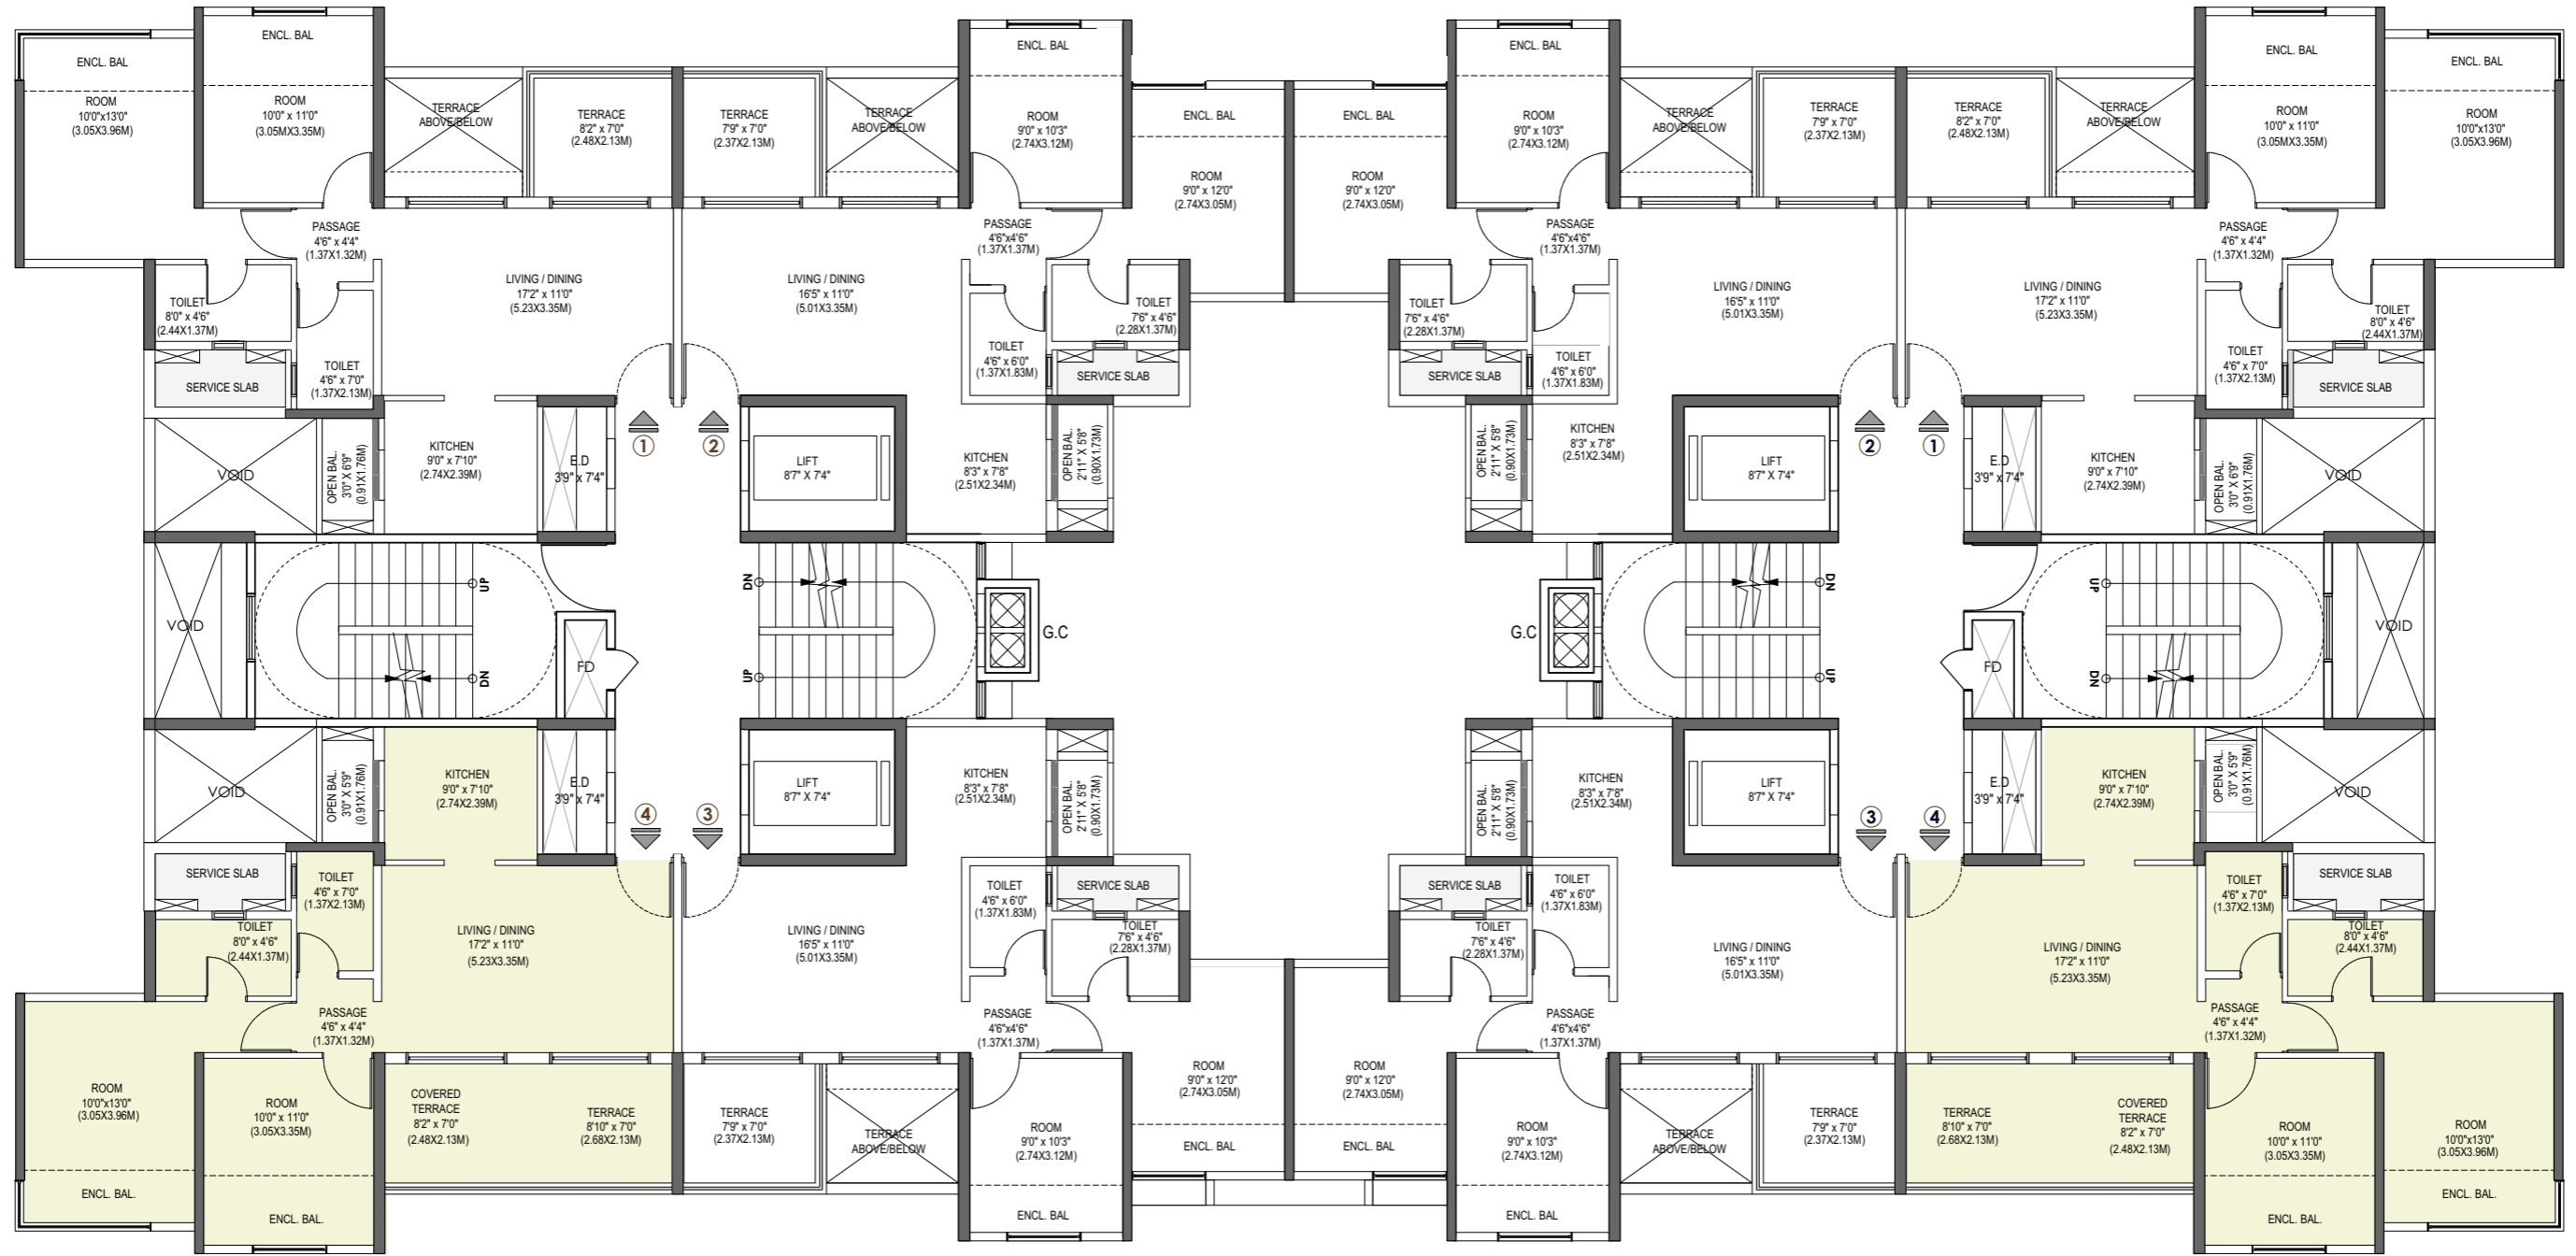 ENCL. BAL
ROOM
10'0"x13'0"
(3.05X3.96M)
ENCL. BAL
ROOM
10'0" x 11'0"
(3.05MX3.35M)
TERRACE
ABOVE/BELOW
TERRACE
8'2" x 7'0"
(2.48X2.13M)
TERRACE
7'9" x 7'0"
(2.37X2.13M)
TERRACE
ABOVE/BELOW
ENCL. BAL
ROOM
9'0" x 10'3"
(2.74X3.12M)
ENCL. BAL
ROOM
9'0" x 12'0"
(2.74X3.05M)
ENCL. BAL
ROOM
9'0" x 12'0"
(2.74X3.05M)
ENCL. BAL
ROOM
9'0" x 10'3"
(2.74X3.12M)
TERRACE
ABOVE/BELOW
TERRACE
7'9" x 7'0"
(2.37X2.13M)
TERRACE
8'2" x 7'0"
(2.48X2.13M)
TERRACE
ABOVE/BELOW
ENCL. BAL
ROOM
10'0" x 11'0"
(3.05MX3.35M)
ENCL. BAL
ROOM
10'0"x13'0"
(3.05X3.96M)
PASSAGE
4'6" x 4'4"
(1.37X1.32M)
LIVING / DINING
17'2" x 11'0"
(5.23X3.35M)
LIVING / DINING
16'5" x 11'0"
(5.01X3.35M)
PASSAGE
4'6"x4'6"
(1.37X1.37M)
PASSAGE
4'6"x4'6"
(1.37X1.37M)
LIVING / DINING
16'5" x 11'0"
(5.01X3.35M)
LIVING / DINING
17'2" x 11'0"
(5.23X3.35M)
PASSAGE
4'6" x 4'4"
(1.37X1.32M)
TOILET
8'0" x 4'6"
(2.44X1.37M)
TOILET
4'6" x 7'0"
(1.37X2.13M)
TOILET
4'6" x 6'0"
(1.37X1.83M)
TOILET
7'6" x 4'6"
(2.28X1.37M)
TOILET
7'6" x 4'6"
(2.28X1.37M)
TOILET
4'6" x 6'0"
(1.37X1.83M)
TOILET
4'6" x 7'0"
(1.37X2.13M)
TOILET
8'0" x 4'6"
(2.44X1.37M)
SERVICE SLAB
SERVICE SLAB
SERVICE SLAB
SERVICE SLAB
VOID
OPEN BAL.
3'0" X 6'9"
(0.91X1.76M)
KITCHEN
9'0" x 7'10"
(2.74X2.39M)
E.D
3'9" x 7'4"
1
2
LIFT
8'7" X 7'4"
KITCHEN
8'3" x 7'8"
(2.51X2.34M)
OPEN BAL.
2'11" X 5'8"
(0.90X1.73M)
OPEN BAL.
2'11" X 5'8"
(0.90X1.73M)
KITCHEN
8'3" x 7'8"
(2.51X2.34M)
LIFT
8'7" X 7'4"
2
1
E.D
3'9" x 7'4"
KITCHEN
9'0" x 7'10"
(2.74X2.39M)
OPEN BAL.
3'0" X 6'9"
(0.91X1.76M)
VOID
VOID
UP
DN
FD
DN
UP
G.C
G.C
DN
UP
FD
UP
DN
VOID
VOID
OPEN BAL.
3'0" X 5'9"
(0.91X1.76M)
KITCHEN
9'0" x 7'10"
(2.74X2.39M)
E.D
3'9" x 7'4"
4
3
LIFT
8'7" X 7'4"
KITCHEN
8'3" x 7'8"
(2.51X2.34M)
OPEN BAL.
2'11" X 5'8"
(0.90X1.73M)
OPEN BAL.
2'11" X 5'8"
(0.90X1.73M)
KITCHEN
8'3" x 7'8"
(2.51X2.34M)
LIFT
8'7" X 7'4"
3
4
E.D
3'9" x 7'4"
KITCHEN
9'0" x 7'10"
(2.74X2.39M)
OPEN BAL.
3'0" X 5'9"
(0.91X1.76M)
VOID
SERVICE SLAB
SERVICE SLAB
SERVICE SLAB
SERVICE SLAB
TOILET
8'0" x 4'6"
(2.44X1.37M)
TOILET
4'6" x 7'0"
(1.37X2.13M)
LIVING / DINING
17'2" x 11'0"
(5.23X3.35M)
LIVING / DINING
16'5" x 11'0"
(5.01X3.35M)
TOILET
4'6" x 6'0"
(1.37X1.83M)
TOILET
7'6" x 4'6"
(2.28X1.37M)
TOILET
7'6" x 4'6"
(2.28X1.37M)
TOILET
4'6" x 6'0"
(1.37X1.83M)
LIVING / DINING
16'5" x 11'0"
(5.01X3.35M)
LIVING / DINING
17'2" x 11'0"
(5.23X3.35M)
TOILET
4'6" x 7'0"
(1.37X2.13M)
TOILET
8'0" x 4'6"
(2.44X1.37M)
PASSAGE
4'6" x 4'4"
(1.37X1.32M)
PASSAGE
4'6"x4'6"
(1.37X1.37M)
PASSAGE
4'6"x4'6"
(1.37X1.37M)
PASSAGE
4'6" x 4'4"
(1.37X1.32M)
ROOM
10'0"x13'0"
(3.05X3.96M)
ENCL. BAL.
ROOM
10'0" x 11'0"
(3.05X3.35M)
ENCL. BAL.
COVERED
TERRACE
8'2" x 7'0"
(2.48X2.13M)
TERRACE
8'10" x 7'0"
(2.68X2.13M)
TERRACE
7'9" x 7'0"
(2.37X2.13M)
TERRACE
ABOVE/BELOW
ROOM
9'0" x 10'3"
(2.74X3.12M)
ENCL. BAL
ROOM
9'0" x 12'0"
(2.74X3.05M)
ENCL. BAL
ROOM
9'0" x 12'0"
(2.74X3.05M)
ENCL. BAL
ROOM
9'0" x 10'3"
(2.74X3.12M)
ENCL. BAL
TERRACE
ABOVE/BELOW
TERRACE
7'9" x 7'0"
(2.37X2.13M)
TERRACE
8'10" x 7'0"
(2.68X2.13M)
COVERED
TERRACE
8'2" x 7'0"
(2.48X2.13M)
ROOM
10'0" x 11'0"
(3.05X3.35M)
ENCL. BAL.
ROOM
10'0"x13'0"
(3.05X3.96M)
ENCL. BAL.